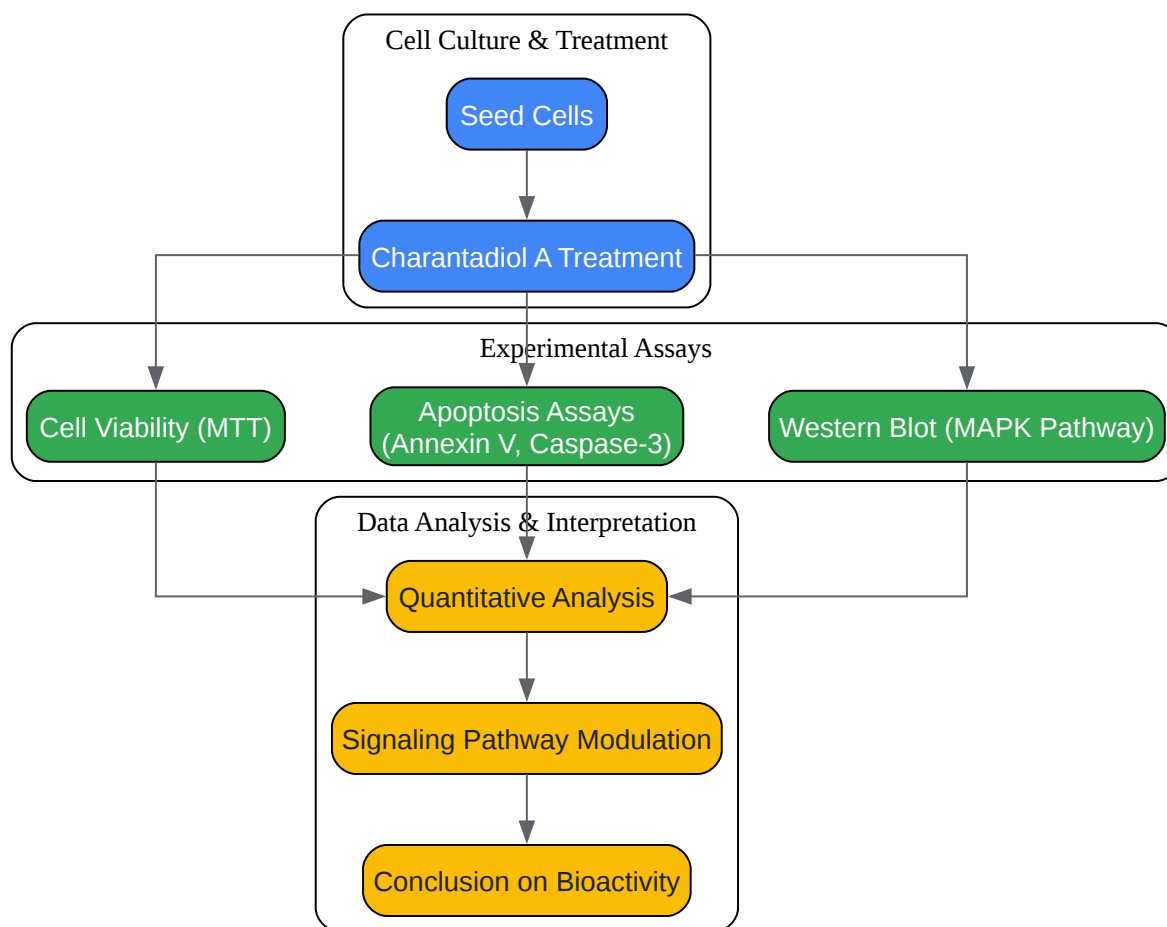 Cell Culture & Treatment
Seed Cells
Charantadiol A Treatment
Experimental Assays
Cell Viability (MTT)
Apoptosis Assays
(Annexin V, Caspase-3)
Western Blot (MAPK Pathway)
Data Analysis & Interpretation
Quantitative Analysis
Signaling Pathway Modulation
Conclusion on Bioactivity